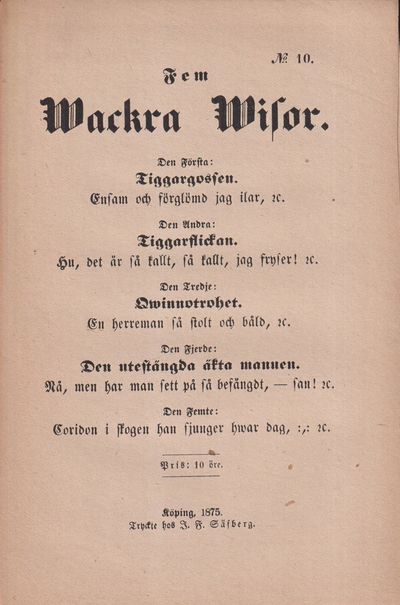 № 10.
Fem
Wackra Wisor.
Den Första:
Tiggargossen.
Ensam och förglömd jag ilar, ꝛc.
Den Andra:
Tiggarflickan.
Hu, det är så kallt, så kallt, jag fryser! ꝛc.
Den Tredje:
Qwinnotrohet.
En herreman så stolt och båld, ꝛc.
Den Fjerde:
Den utestängda äkta mannen.
Nå, men har man sett på så befängdt, — san! ꝛc.
Den Femte:
Coridon i skogen han sjunger hwar dag, :,: ꝛc.
Pris: 10 öre.
Köping, 1875.
Tryckte hos J. F. Säfberg.